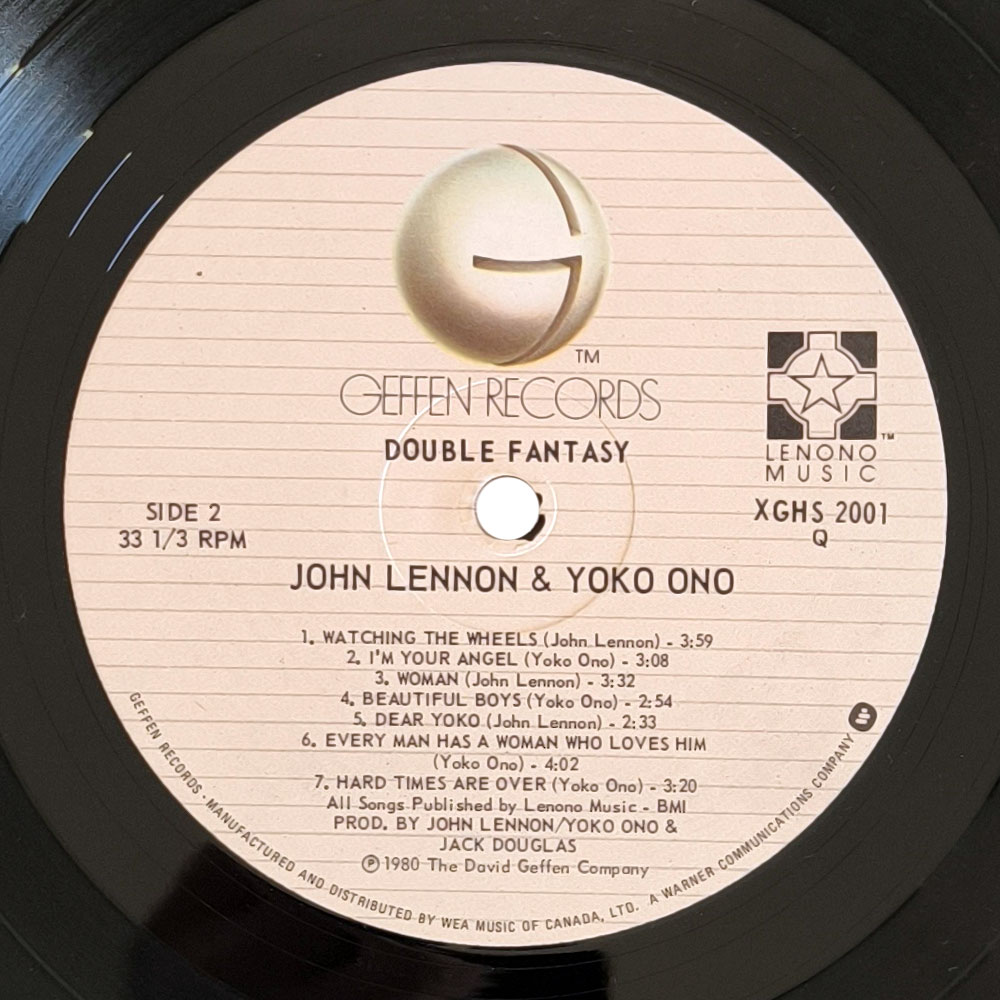 TM
GEFFEN RECORDS
DOUBLE FANTASY
TM
LENONO
MUSIC
SIDE 2
33 1/3 RPM
XGHS 2001
Q
JOHN LENNON & YOKO ONO
1. WATCHING THE WHEELS (John Lennon) - 3:59
2. I'M YOUR ANGEL (Yoko Ono) - 3:08
3. WOMAN (John Lennon) - 3:32
4. BEAUTIFUL BOYS (Yoko Ono) - 2:54
5. DEAR YOKO (John Lennon) - 2:33
6. EVERY MAN HAS A WOMAN WHO LOVES HIM
(Yoko Ono) - 4:02
7. HARD TIMES ARE OVER (Yoko Ono) - 3:20
All Songs Published by Lenono Music - BMI
PROD. BY JOHN LENNON/YOKO ONO &
JACK DOUGLAS
℗ 1980 The David Geffen Company
GEFFEN RECORDS · MANUFACTURED AND DISTRIBUTED BY WEA MUSIC OF CANADA, LTD. A WARNER COMMUNICATIONS COMPANY